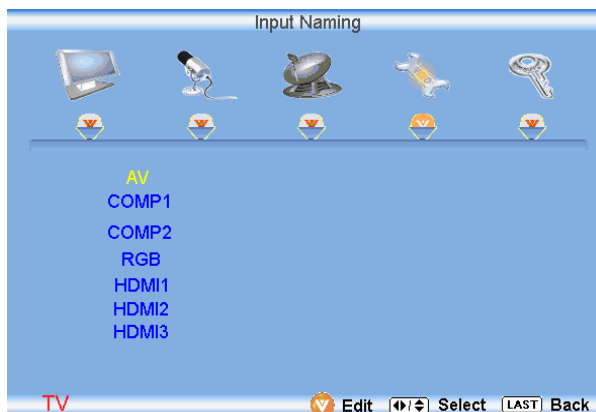 Input Naming
AV
COMP1
COMP2
RGB
HDMI1
HDMI2
HDMI3
TV Edit Select LAST Back